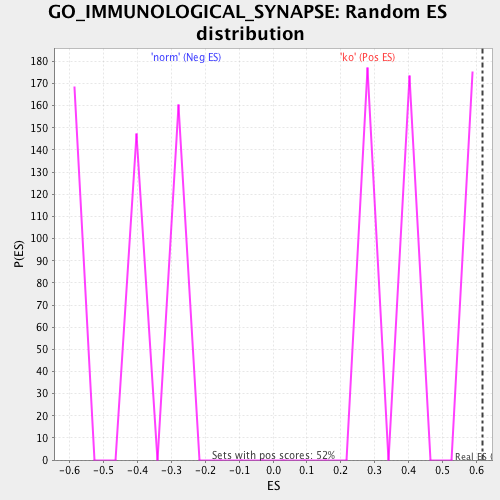 GO_IMMUNOLOGICAL_SYNAPSE: Random ES
distribution
'norm' (Neg ES) 'ko' (Pos ES)
180
170
160
150
140
130
120
110
100
90
80
70
60
50
40
30
20
10
0
P(ES)
Sets with pos scores: 52%
Real ES (
-0.6 -0.5 -0.4 -0.3 -0.2 -0.1 0.0 0.1 0.2 0.3 0.4 0.5 0.6
ES